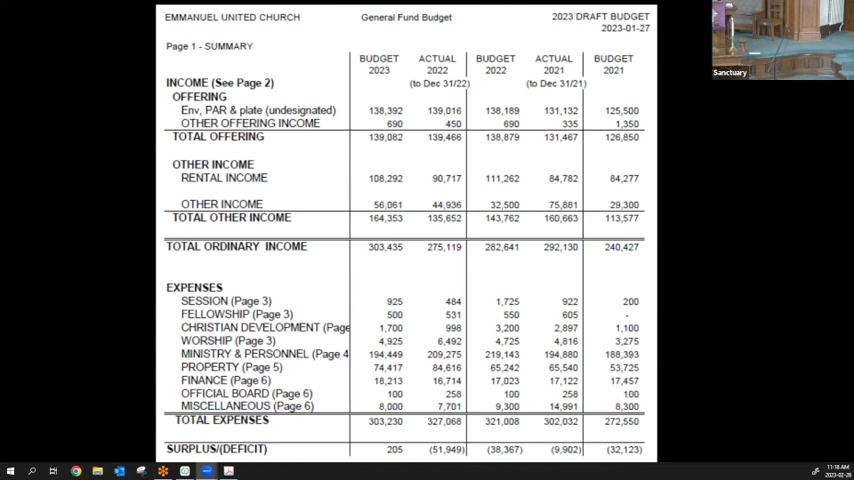 EMMANUEL UNITED CHURCH General Fund Budget 2023 DRAFT BUDGET
2023-01-27
Page 1 - SUMMARY
BUDGET ACTUAL BUDGET ACTUAL BUDGET
2023 2022 2022 2021 2021
INCOME (See Page 2) (to Dec 31/22) (to Dec 31/21)
OFFERING
Env, PAR & plate (undesignated) 138,392 139,016 138,189 131,132 125,500
OTHER OFFERING INCOME 690 450 690 335 1,350
TOTAL OFFERING 139,082 139,466 138,879 131,467 126,850
OTHER INCOME
RENTAL INCOME 108,292 90,717 111,262 84,782 84,277
OTHER INCOME 56,061 44,936 32,500 75,881 29,300
TOTAL OTHER INCOME 164,353 135,652 143,762 160,663 113,577
TOTAL ORDINARY INCOME 303,435 275,119 282,641 292,130 240,427
EXPENSES
SESSION (Page 3) 925 484 1,725 922 200
FELLOWSHIP (Page 3) 500 531 550 605 -
CHRISTIAN DEVELOPMENT (Page 1,700 998 3,200 2,897 1,100
WORSHIP (Page 3) 4,925 6,492 4,725 4,816 3,275
MINISTRY & PERSONNEL (Page 4 194,449 209,275 219,143 194,880 188,393
PROPERTY (Page 5) 74,417 84,616 65,242 65,540 53,725
FINANCE (Page 6) 18,213 16,714 17,023 17,122 17,457
OFFICIAL BOARD (Page 6) 100 258 100 258 100
MISCELLANEOUS (Page 6) 8,000 7,701 9,300 14,991 8,300
TOTAL EXPENSES 303,230 327,068 321,008 302,032 272,550
SURPLUS/(DEFICIT) 205 (51,949) (38,367) (9,902) (32,123)
Sanctuary
11:18 AM
2023-02-28